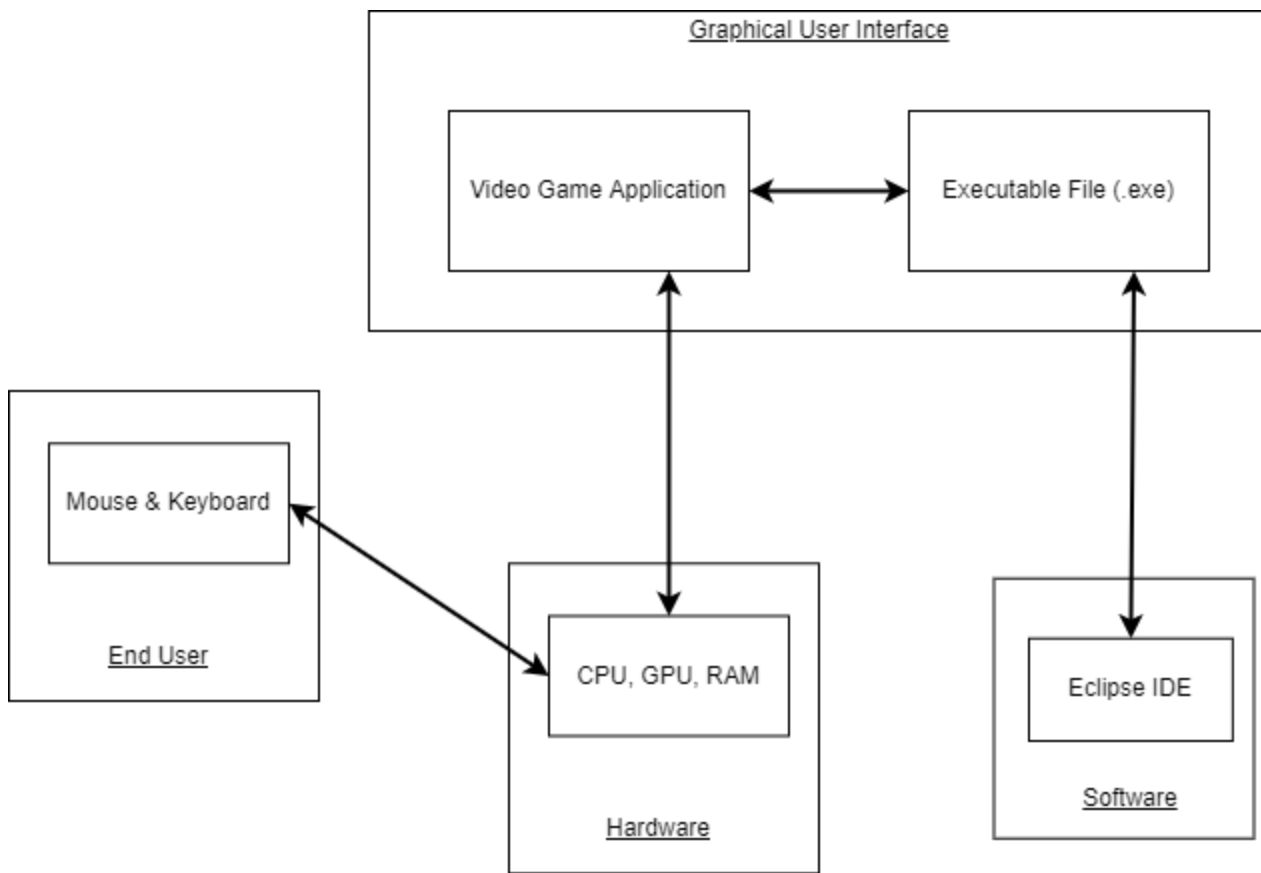 Graphical User Interface
Video Game Application
Executable File (.exe)
Mouse & Keyboard
End User
CPU, GPU, RAM
Hardware
Eclipse IDE
Software